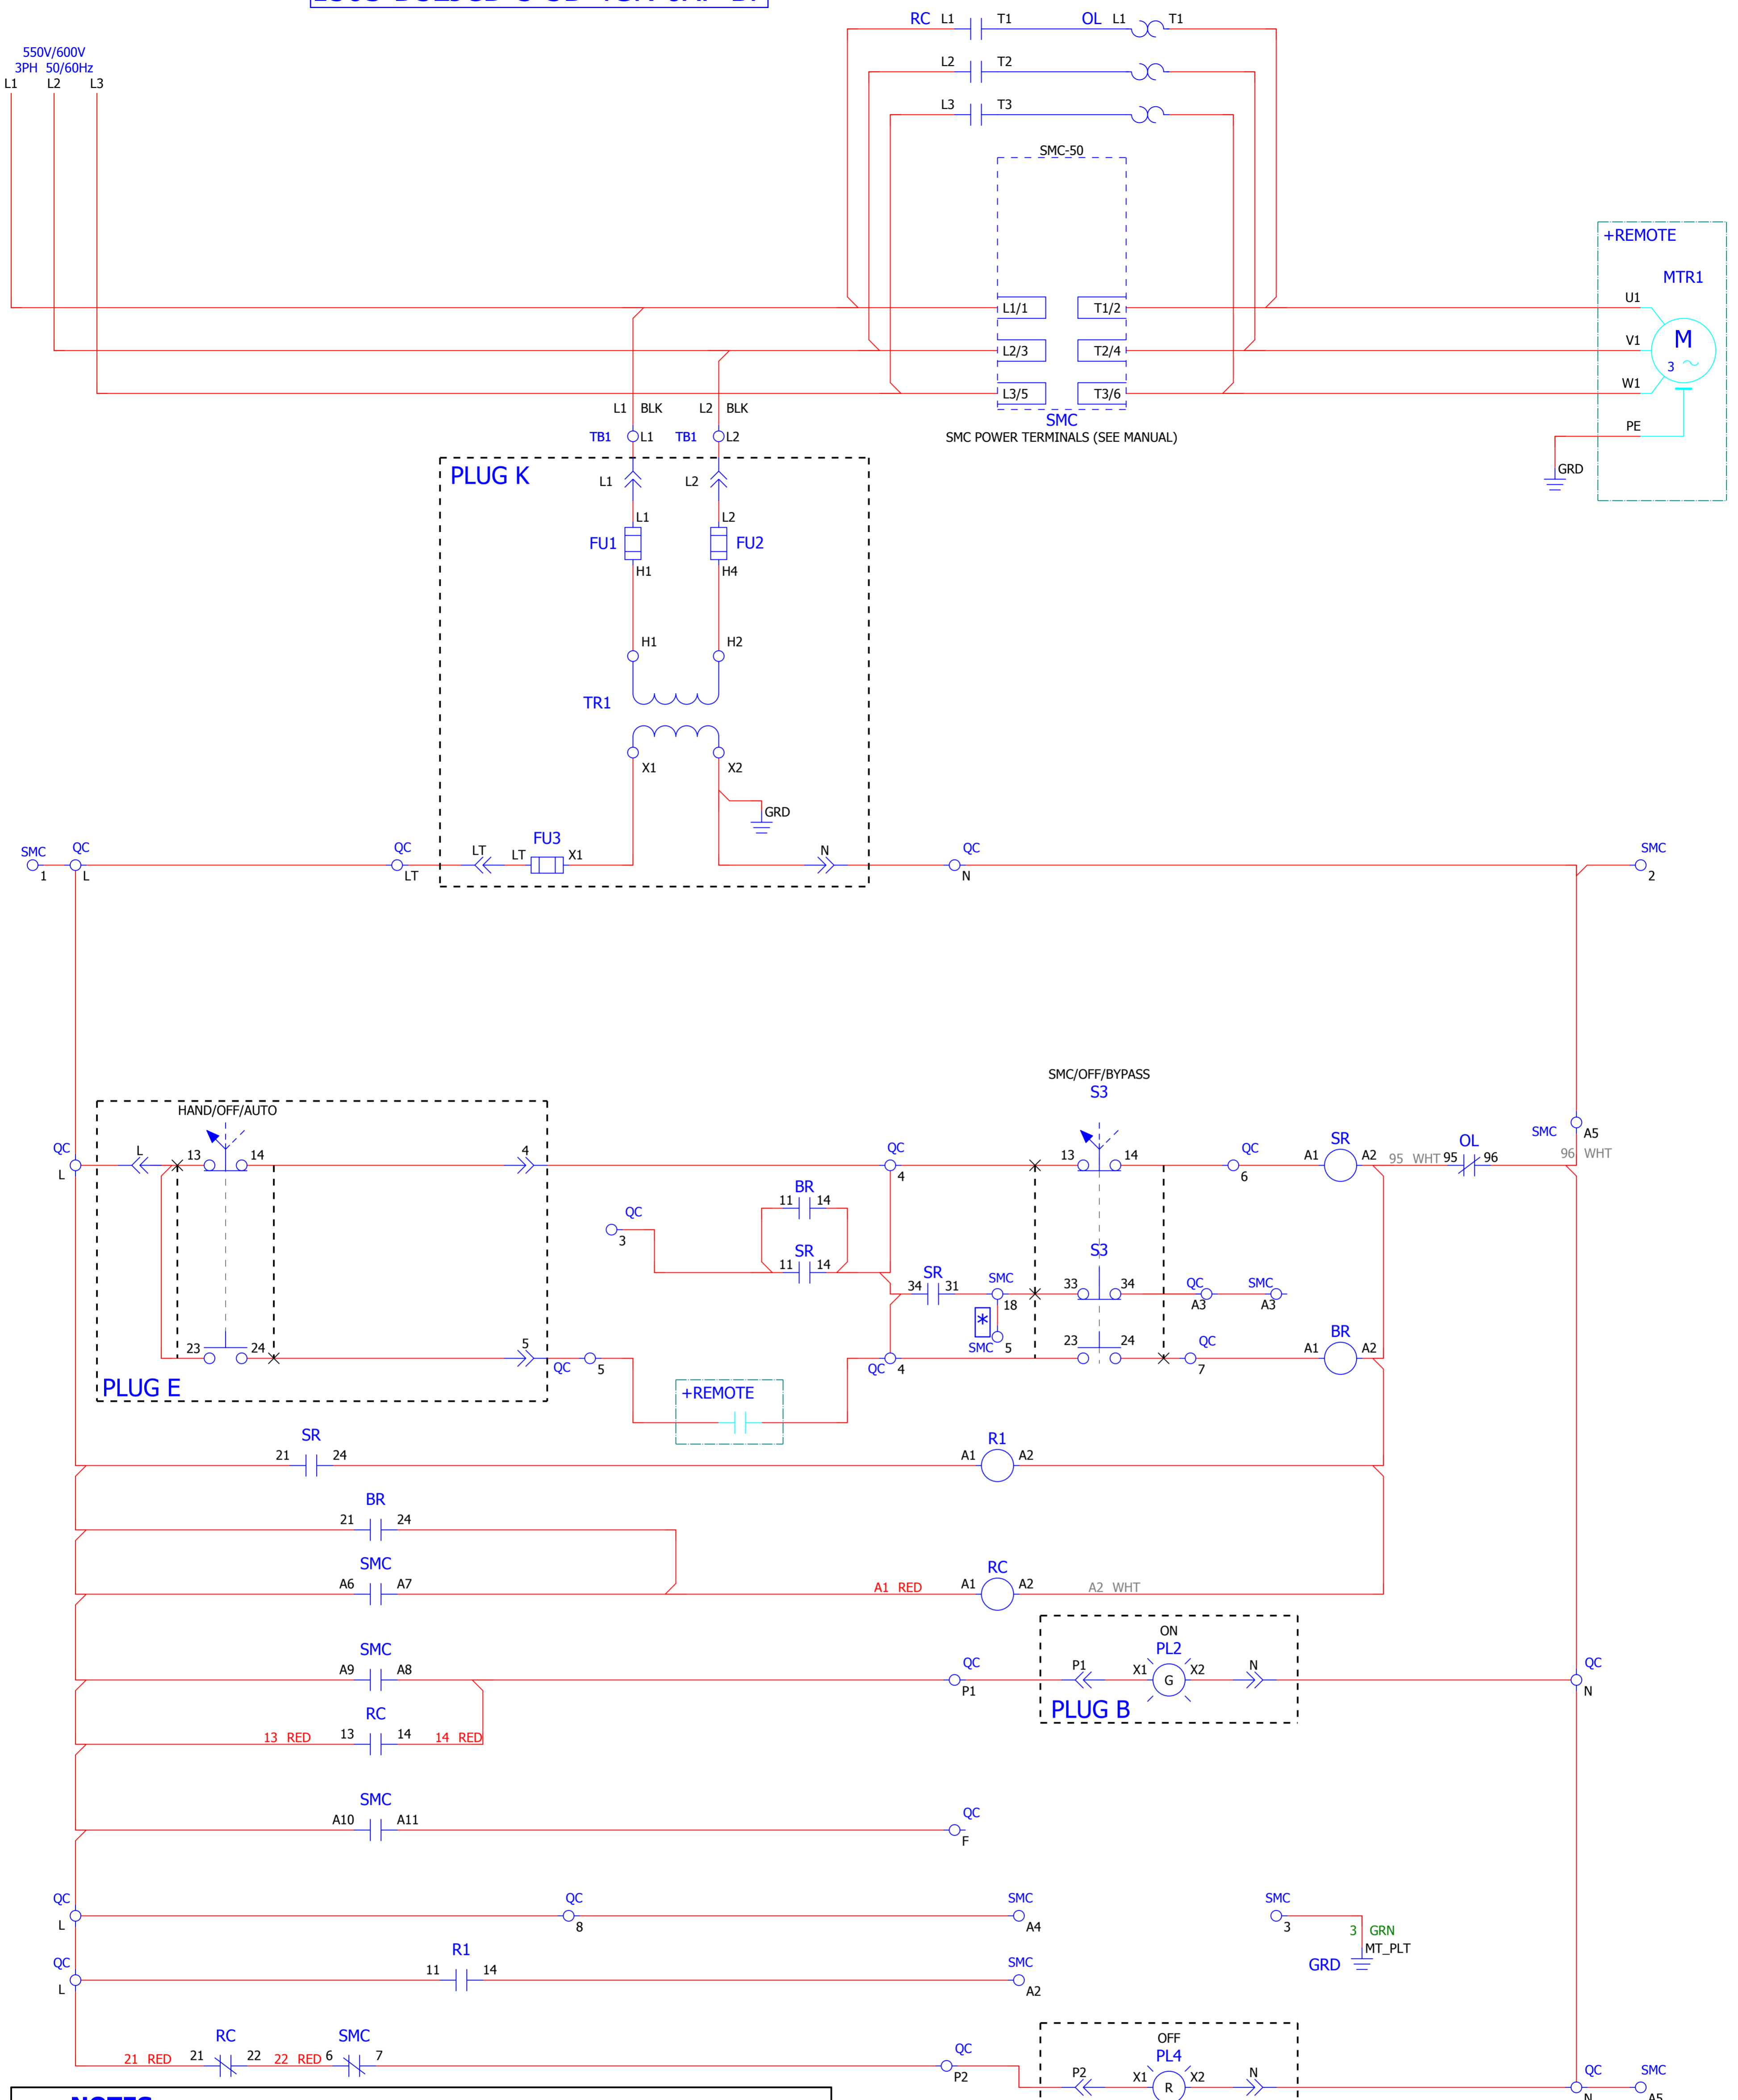 550V/600V
3PH 50/60Hz
L1 L2 L3
RC L1 T1 OL L1 T1
L2 T2
L3 T3
SMC-50
L1/1 T1/2
L2/3 T2/4
L3/5 T3/6
SMC
SMC POWER TERMINALS (SEE MANUAL)
+REMOTE
MTR1
U1
V1
W1
M
3
PE
GRD
L1 BLK L2 BLK
TB1 L1 TB1 L2
PLUG K
L1 L2
L1 L2
FU1 FU2
H1 H4
H1 H2
TR1
X1 X2
GRD
SMC 1
QC L
QC LT
LT
LT FU3 X1
N
QC N
SMC 2
HAND/OFF/AUTO
QC L
L 13 14 4
23 24 5
PLUG E
QC 5
QC 3
BR
11 14
SR
11 14
QC 4
SMC/OFF/BYPASS
S3
13 14
QC 6
SR
A1 A2
95 WHT 95 OL 96
SMC A5
96 WHT
SR
34 31
SMC 18
*
SMC 5
S3
33 34
QC A3
SMC A3
QC 4
23 24
QC 7
BR
A1 A2
+REMOTE
SR
21 24
R1
A1 A2
BR
21 24
SMC
A6 A7
A1 RED
RC
A1 A2
A2 WHT
SMC
A9 A8
QC P1
ON
PL2
P1 X1 G X2 N
PLUG B
QC N
RC
13 RED 13 14 14 RED
SMC
A10 A11
QC F
QC L
QC 8
SMC A4
SMC 3
3 GRN
MT_PLT
GRD
QC L
R1
11 14
SMC A2
RC SMC
21 RED 21 22 22 RED 6 7
QC P2
OFF
PL4
P2 X1 R X2 N
QC N
SMC A5